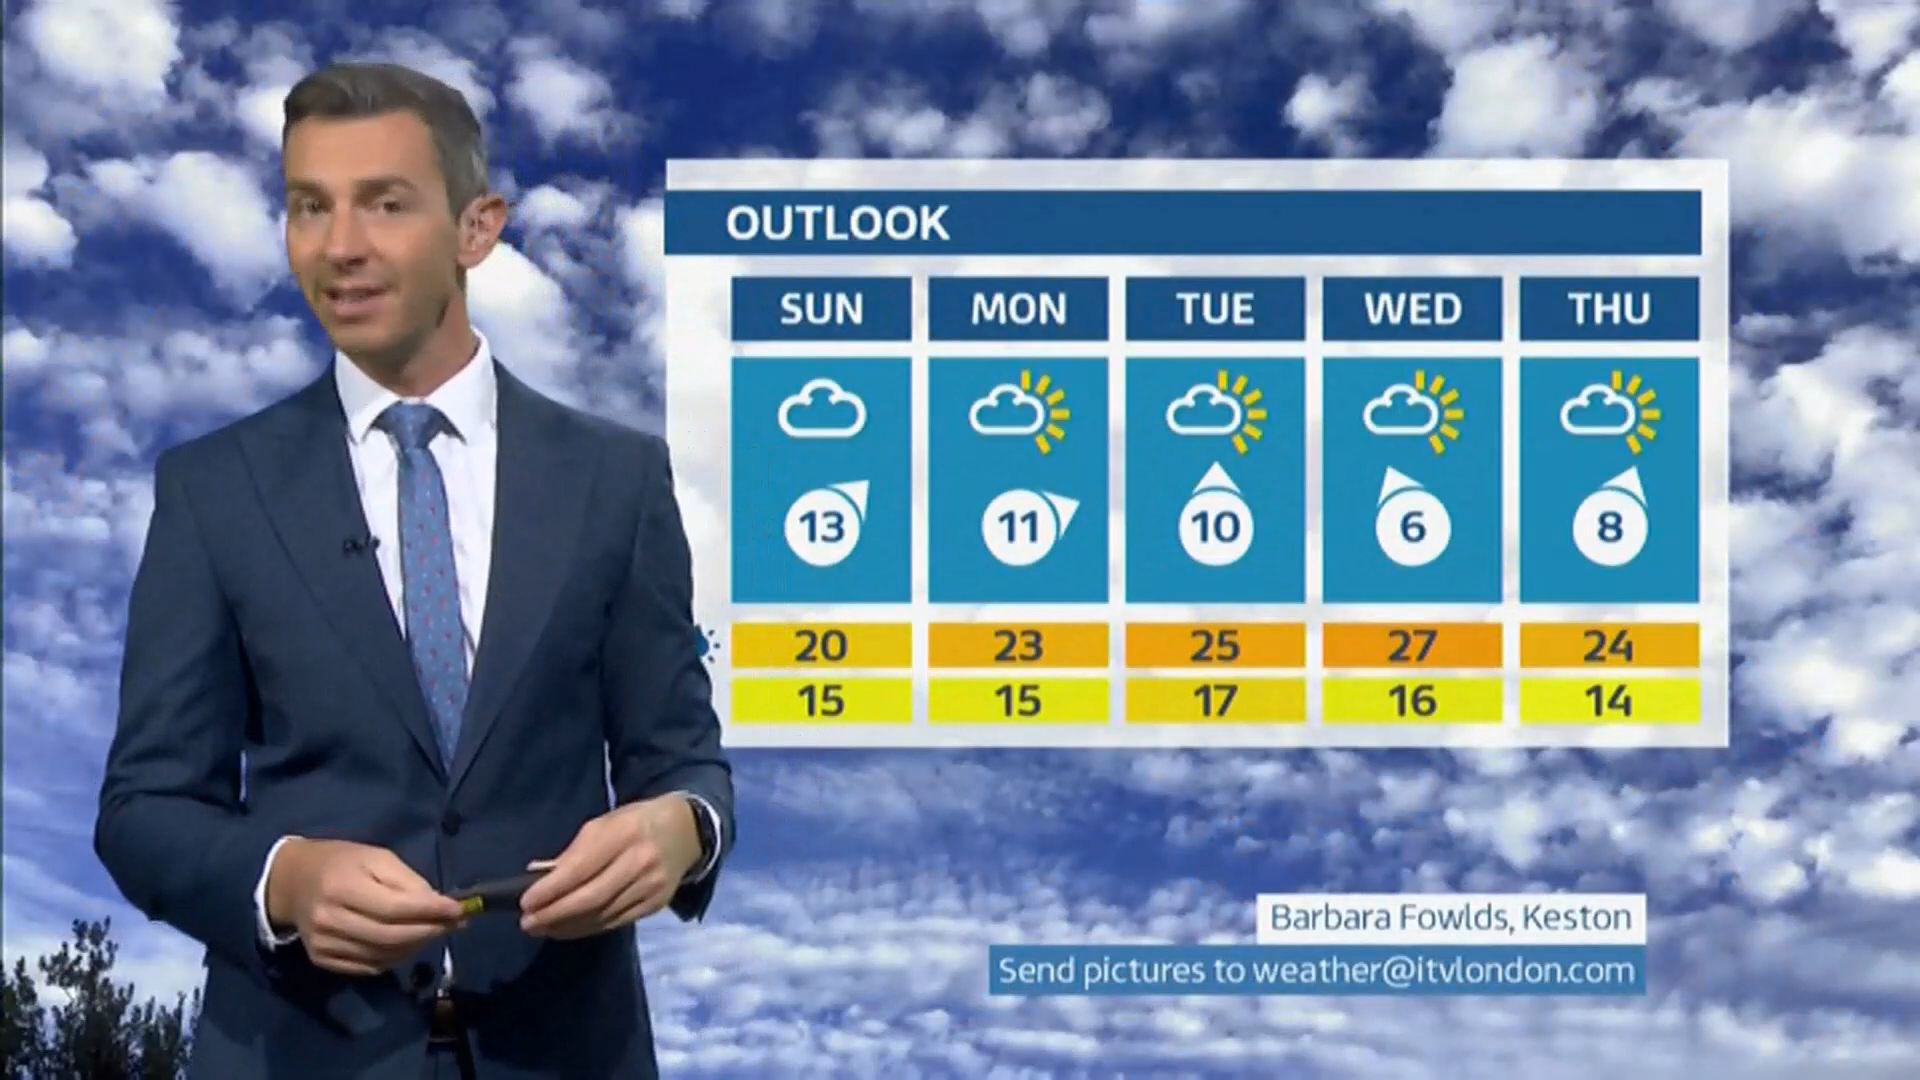 OUTLOOK
SUN MON TUE WED THU
13 11 10 6 8
20 23 25 27 24
15 15 17 16 14
Barbara Fowlds, Keston
Send pictures to weather@itvlondon.com